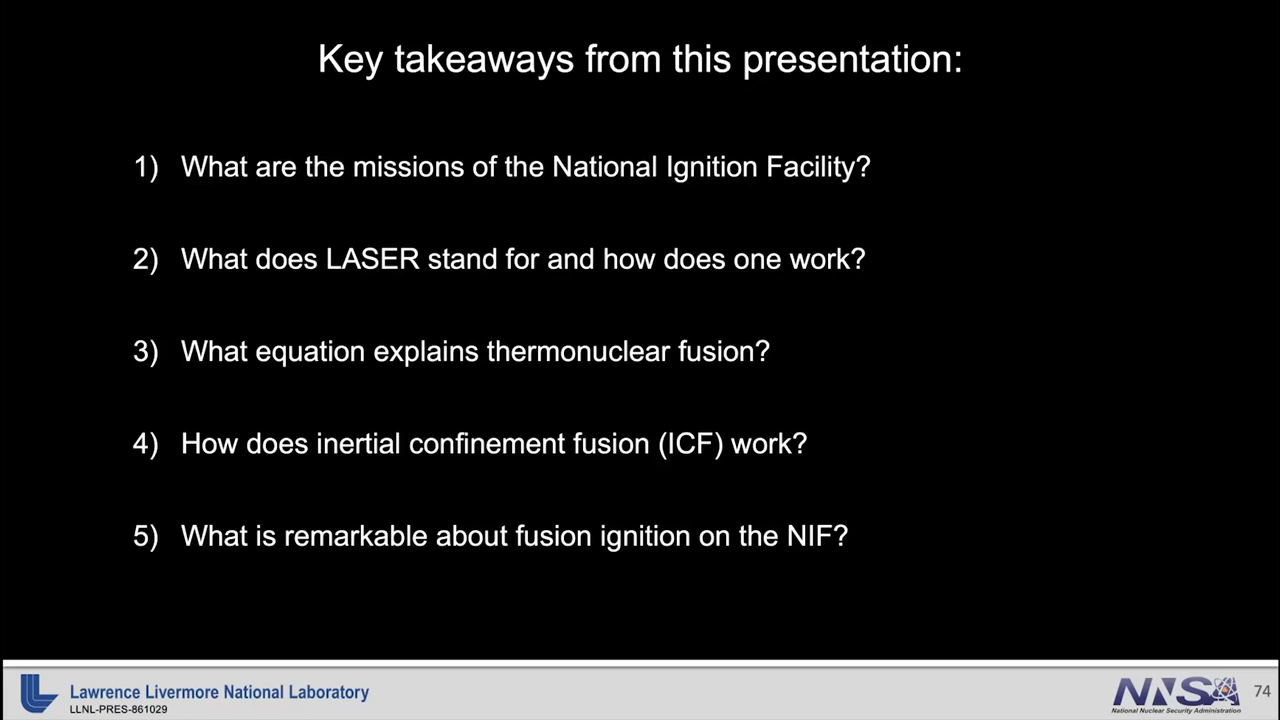 Key takeaways from this presentation:
1) What are the missions of the National Ignition Facility?
2) What does LASER stand for and how does one work?
3) What equation explains thermonuclear fusion?
4) How does inertial confinement fusion (ICF) work?
5) What is remarkable about fusion ignition on the NIF?
Lawrence Livermore National Laboratory
LLNL-PRES-861029
NNSA
National Nuclear Security Administration
74